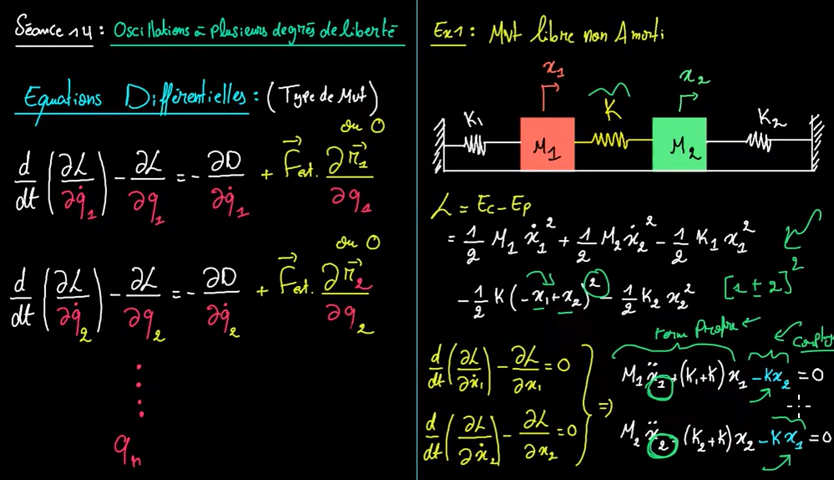 Séance 14: Oscillations à plusieurs degrés de liberté
Equations Différentielles: (Type de Mvt)
d/dt (∂L/∂q̇₁) - ∂L/∂q₁ = -∂D/∂q̇₁ + F⃗ext. ∂r⃗₁/∂q₁ ou 0
d/dt (∂L/∂q̇₂) - ∂L/∂q₂ = -∂D/∂q̇₂ + F⃗ext. ∂r⃗₂/∂q₂ ou 0
qₙ
Ex1: Mvt libre non Amorti
x₁ x₂
K₁ M₁ K M₂ K₂
L = Ec - Ep
= 1/2 M₁ ẋ₁² + 1/2 M₂ ẋ₂² - 1/2 K₁ x₁²
- 1/2 K (-x₁ + x₂)² - 1/2 K₂ x₂² [1 ± 2]²
form Propre
d/dt (∂L/∂ẋ₁) - ∂L/∂x₁ = 0
d/dt (∂L/∂ẋ₂) - ∂L/∂x₂ = 0
⇒
M₁ ẍ₁ + (K₁ + K) x₁ - K x₂ = 0
M₂ ẍ₂ - (K₂ + K) x₂ - K x₁ = 0